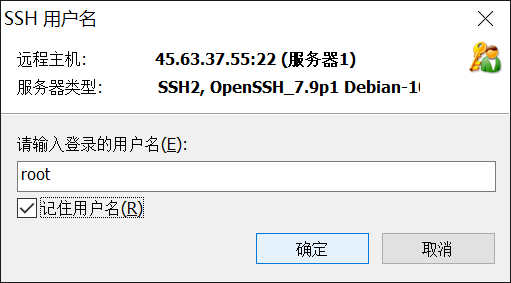 SSH 用户名
远程主机: 45.63.37.55:22 (服务器1)
服务器类型: SSH2, OpenSSH_7.9p1 Debian-10
请输入登录的用户名(E):
root
记住用户名(R)
确定 取消